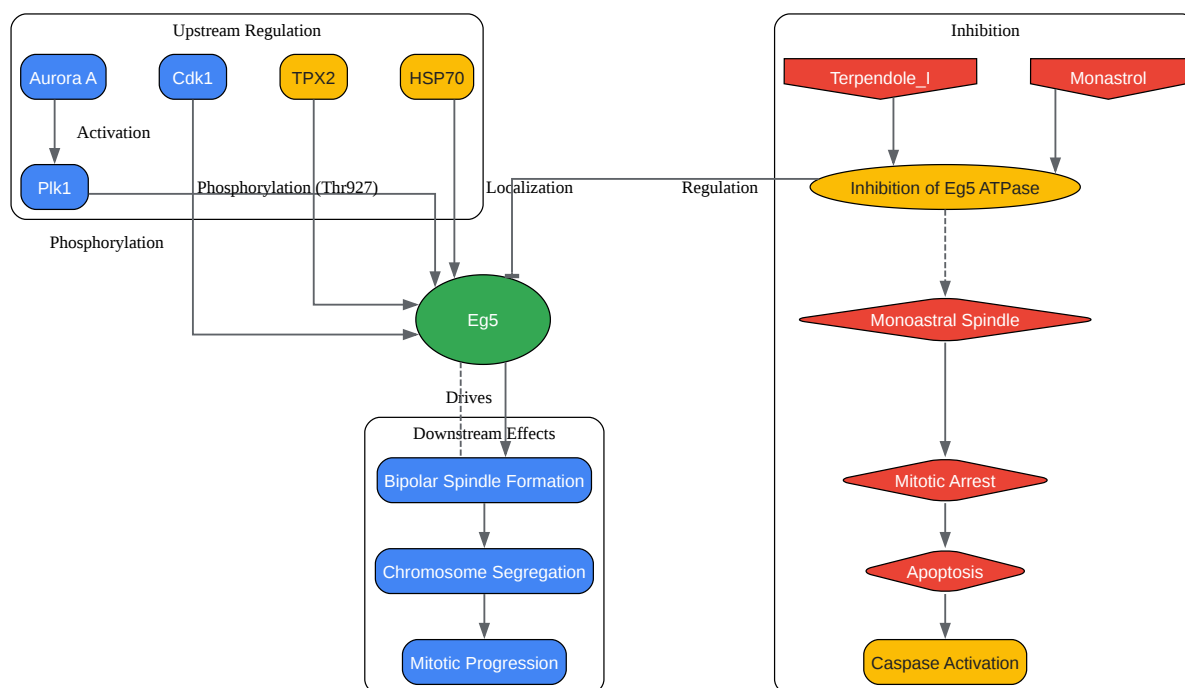 Upstream Regulation
Inhibition
Aurora A
Cdk1
TPX2
HSP70
Terpendole_I
Monastrol
Activation
Plk1
Phosphorylation (Thr927)
Localization
Regulation
Inhibition of Eg5 ATPase
Phosphorylation
Eg5
Monoastral Spindle
Drives
Downstream Effects
Bipolar Spindle Formation
Mitotic Arrest
Chromosome Segregation
Apoptosis
Mitotic Progression
Caspase Activation